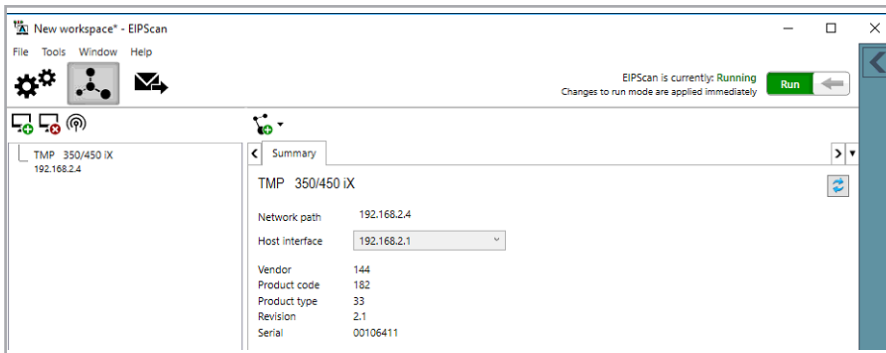 New workspace* - EIPScan
File Tools Window Help
EIPScan is currently: Running
Changes to run mode are applied immediately
Run
TMP 350/450 iX
192.168.2.4
Summary
TMP 350/450 iX
Network path 192.168.2.4
Host interface 192.168.2.1
Vendor 144
Product code 182
Product type 33
Revision 2.1
Serial 00106411